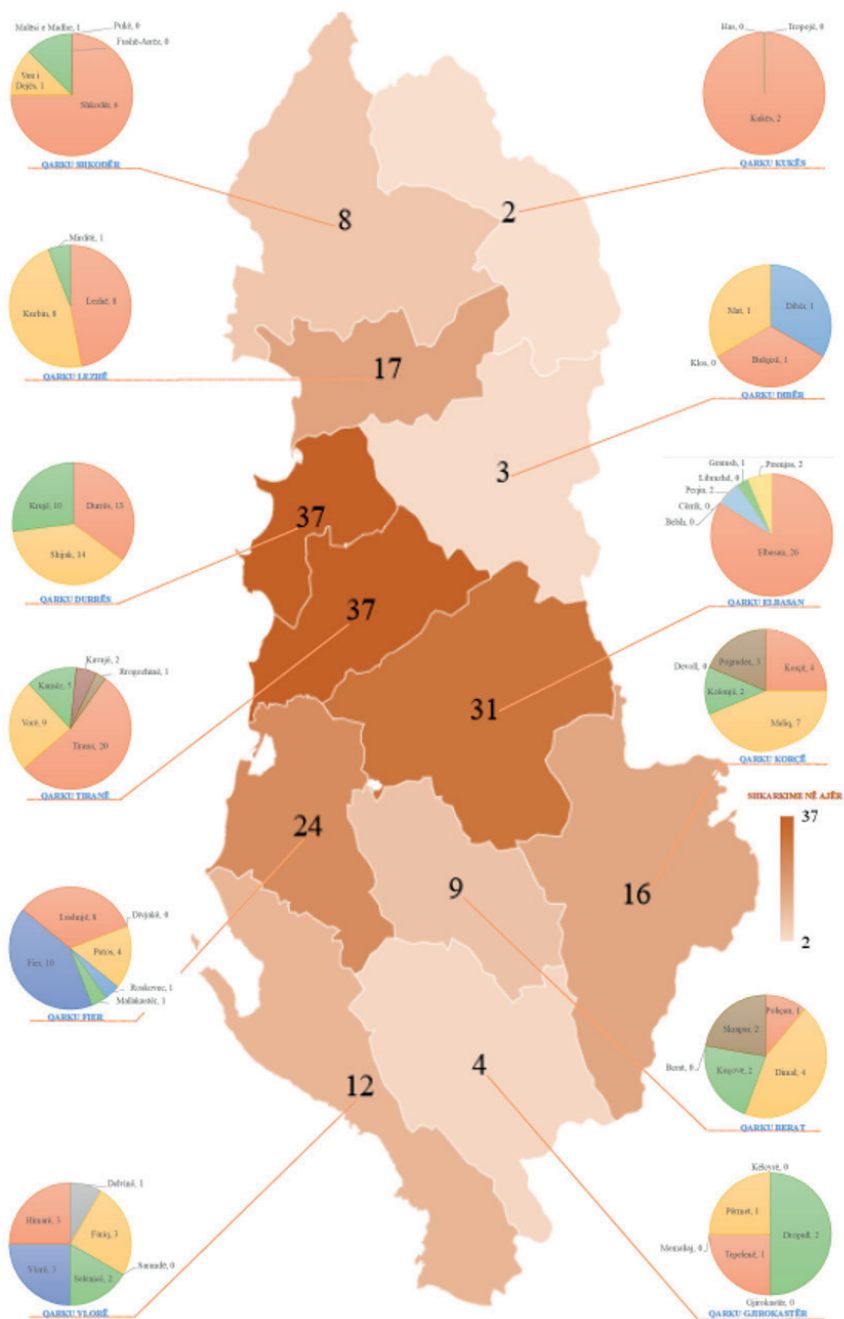 Malësi e Madhe, 1
Pukë, 0
Fushë-Arrëz, 0
Vau i
Dejës, 1
Shkodër, 6
QARKU SHKODËR
Has, 0
Tropojë, 0
Kukës, 2
QARKU KUKËS
8
2
Mirditë, 1
Kurbin, 8
Lezhë, 8
QARKU LEZHË
17
Mat, 1
Dibër, 1
Klos, 0
Bulqizë, 1
QARKU DIBËR
3
Krujë, 10
Durrës, 13
Shijak, 14
QARKU DURRËS
37
Gramsh, 1
Prrenjas, 2
Librazhd, 0
Peqin, 2
Cërrik, 0
Belsh, 0
Elbasan, 26
QARKU ELBASAN
37
31
Kavajë, 2
Rrogozhinë, 1
Kamëz, 5
Vorë, 9
Tirana, 20
QARKU TIRANË
Pogradec, 3
Korçë, 4
Devoll, 0
Kolonjë, 2
Maliq, 7
QARKU KORÇË
SHKARKIME NË AJËR
37
2
24
9
16
Lushnjë, 8
Divjakë, 0
Fier, 10
Patos, 4
Roskovec, 1
Mallakastër, 1
QARKU FIER
Skrapar, 2
Poliçan, 1
Berat, 0
Kuçovë, 2
Dimal, 4
QARKU BERAT
12
4
Delvinë, 1
Himarë, 3
Finiq, 3
Sarandë, 0
Vlorë, 3
Selenicë, 2
QARKU VLORË
Këlcyrë, 0
Përmet, 1
Dropull, 2
Memaliaj, 0
Tepelenë, 1
Gjirokastër, 0
QARKU GJIROKASTËR